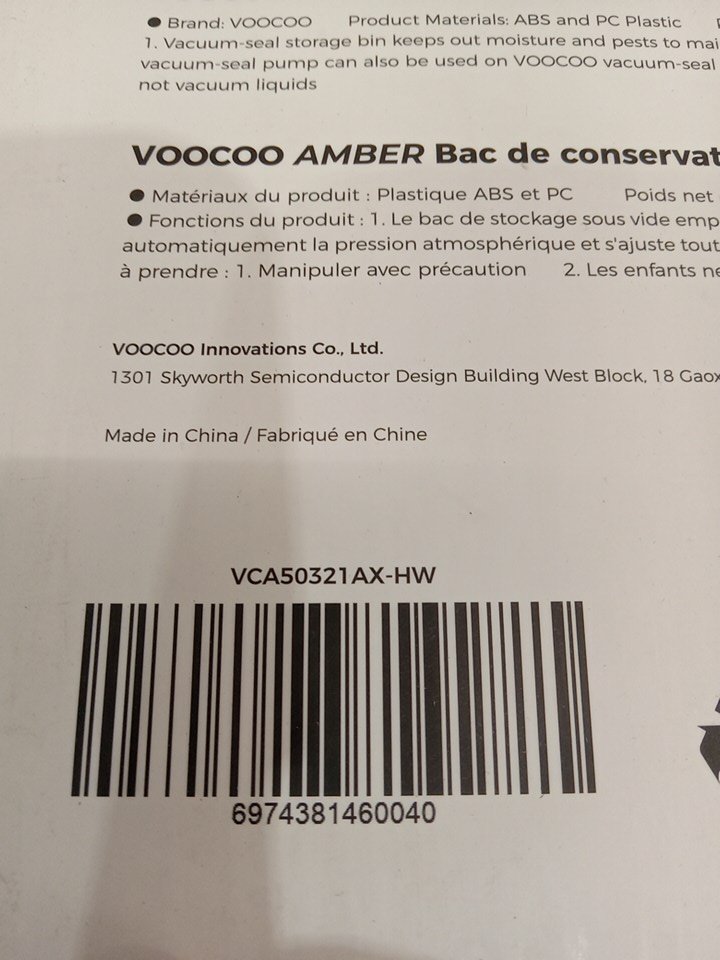 ● Brand: VOOCOO Product Materials: ABS and PC Plastic
1. Vacuum-seal storage bin keeps out moisture and pests to mai
vacuum-seal pump can also be used on VOOCOO vacuum-seal
not vacuum liquids
VOOCOO AMBER Bac de conservat
● Matériaux du produit : Plastique ABS et PC Poids net
● Fonctions du produit : 1. Le bac de stockage sous vide emp
automatiquement la pression atmosphérique et s'ajuste tout
à prendre : 1. Manipuler avec précaution 2. Les enfants ne
VOOCOO Innovations Co., Ltd.
1301 Skyworth Semiconductor Design Building West Block, 18 Gaox
Made in China / Fabriqué en Chine
VCA50321AX-HW
6974381460040